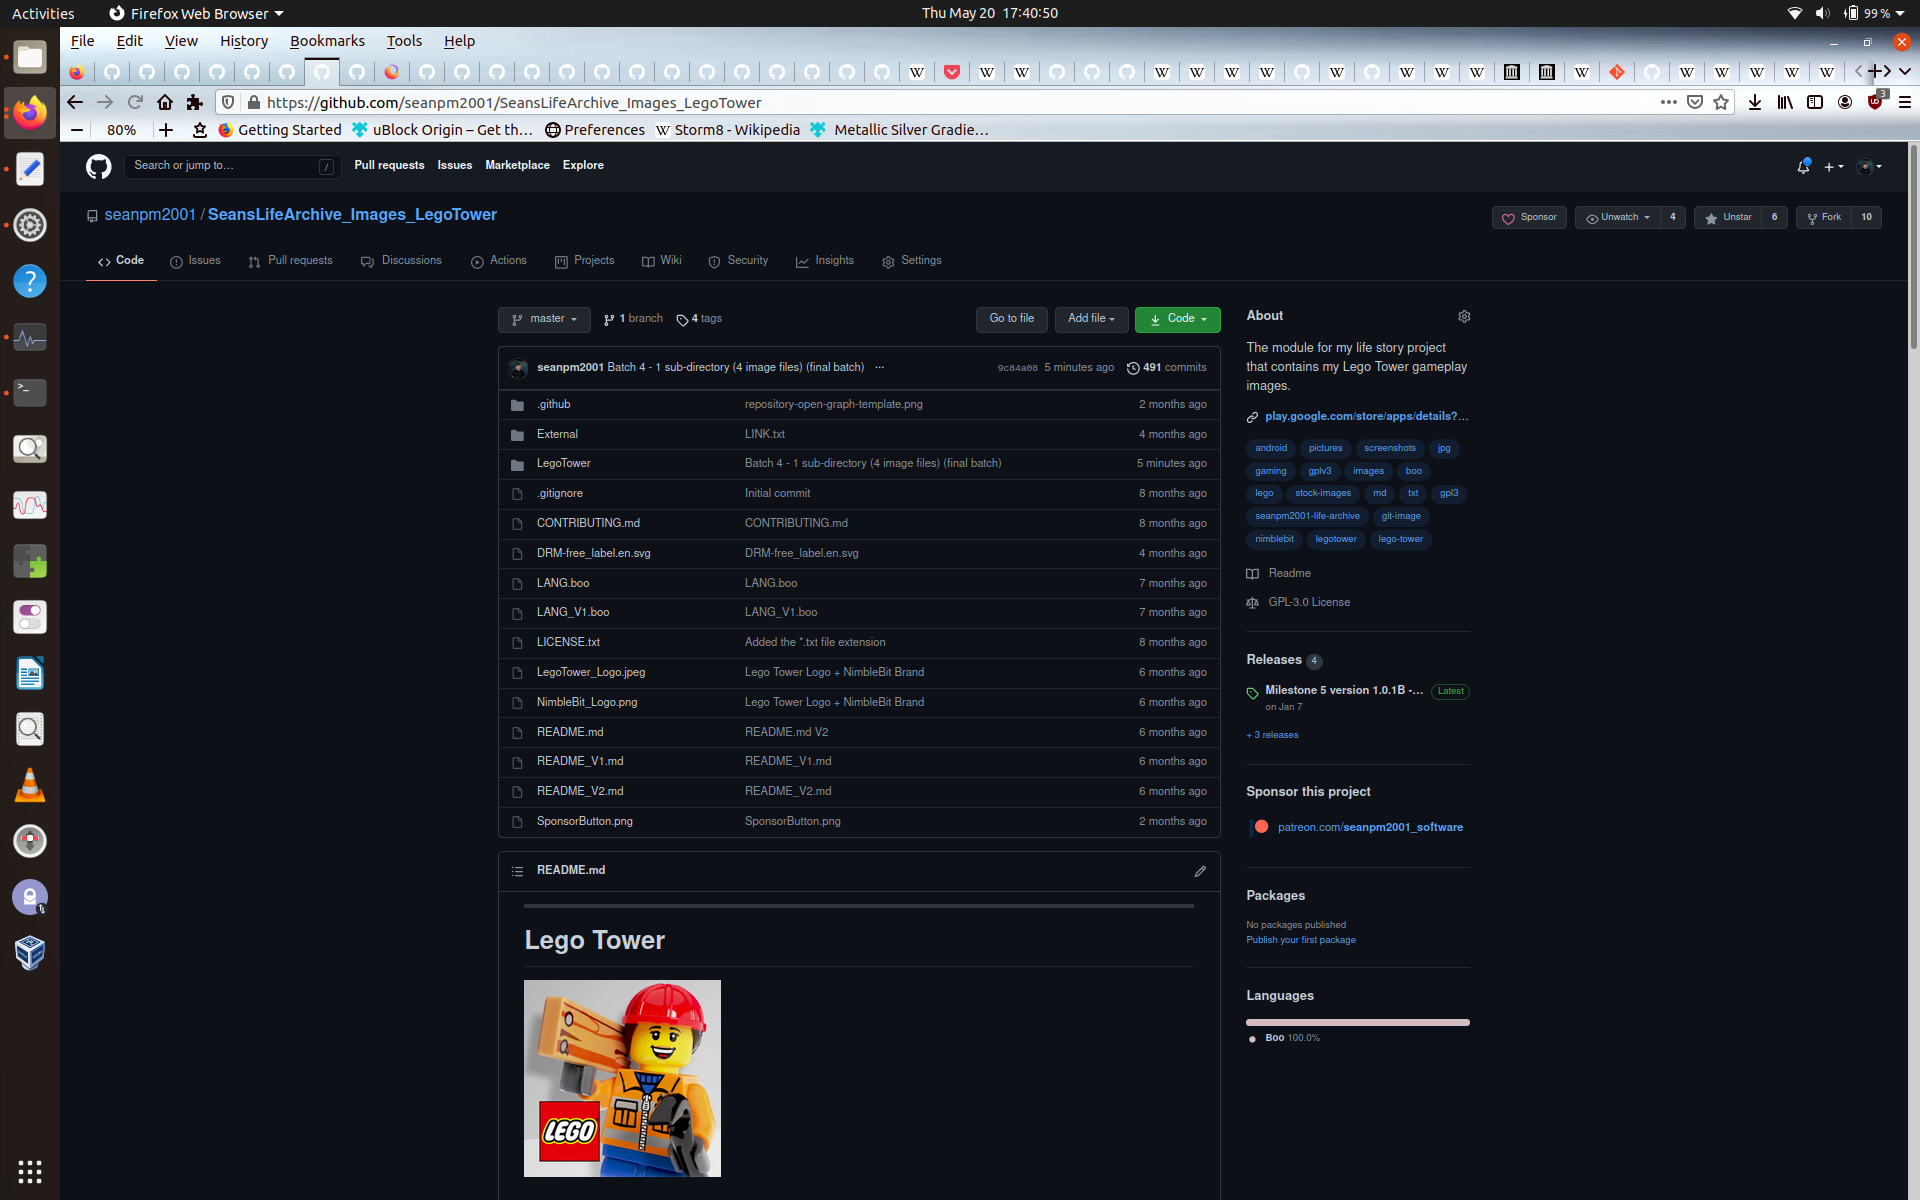 Activities Firefox Web Browser Thu May 20 17:40:50 99 %
File Edit View History Bookmarks Tools Help
https://github.com/seanpm2001/SeansLifeArchive_Images_LegoTower 3
80% Getting Started uBlock Origin – Get th… Preferences Storm8 - Wikipedia Metallic Silver Gradie…
Search or jump to… / Pull requests Issues Marketplace Explore
seanpm2001 / SeansLifeArchive_Images_LegoTower Sponsor Unwatch 4 Unstar 6 Fork 10
Code Issues Pull requests Discussions Actions Projects Wiki Security Insights Settings
master 1 branch 4 tags Go to file Add file Code
seanpm2001 Batch 4 - 1 sub-directory (4 image files) (final batch) ... 9c84a08 5 minutes ago 491 commits
.github repository-open-graph-template.png 2 months ago
External LINK.txt 4 months ago
LegoTower Batch 4 - 1 sub-directory (4 image files) (final batch) 5 minutes ago
.gitignore Initial commit 8 months ago
CONTRIBUTING.md CONTRIBUTING.md 8 months ago
DRM-free_label.en.svg DRM-free_label.en.svg 4 months ago
LANG.boo LANG.boo 7 months ago
LANG_V1.boo LANG_V1.boo 7 months ago
LICENSE.txt Added the *.txt file extension 8 months ago
LegoTower_Logo.jpeg Lego Tower Logo + NimbleBit Brand 6 months ago
NimbleBit_Logo.png Lego Tower Logo + NimbleBit Brand 6 months ago
README.md README.md V2 6 months ago
README_V1.md README_V1.md 6 months ago
README_V2.md README_V2.md 6 months ago
SponsorButton.png SponsorButton.png 2 months ago
README.md
Lego Tower
LEGO
About
The module for my life story project
that contains my Lego Tower gameplay
images.
play.google.com/store/apps/details?…
android pictures screenshots jpg
gaming gplv3 images boo
lego stock-images md txt gpl3
seanpm2001-life-archive git-image
nimblebit legotower lego-tower
Readme
GPL-3.0 License
Releases 4
Milestone 5 version 1.0.1B -… Latest
on Jan 7
+ 3 releases
Sponsor this project
patreon.com/seanpm2001_software
Packages
No packages published
Publish your first package
Languages
Boo 100.0%